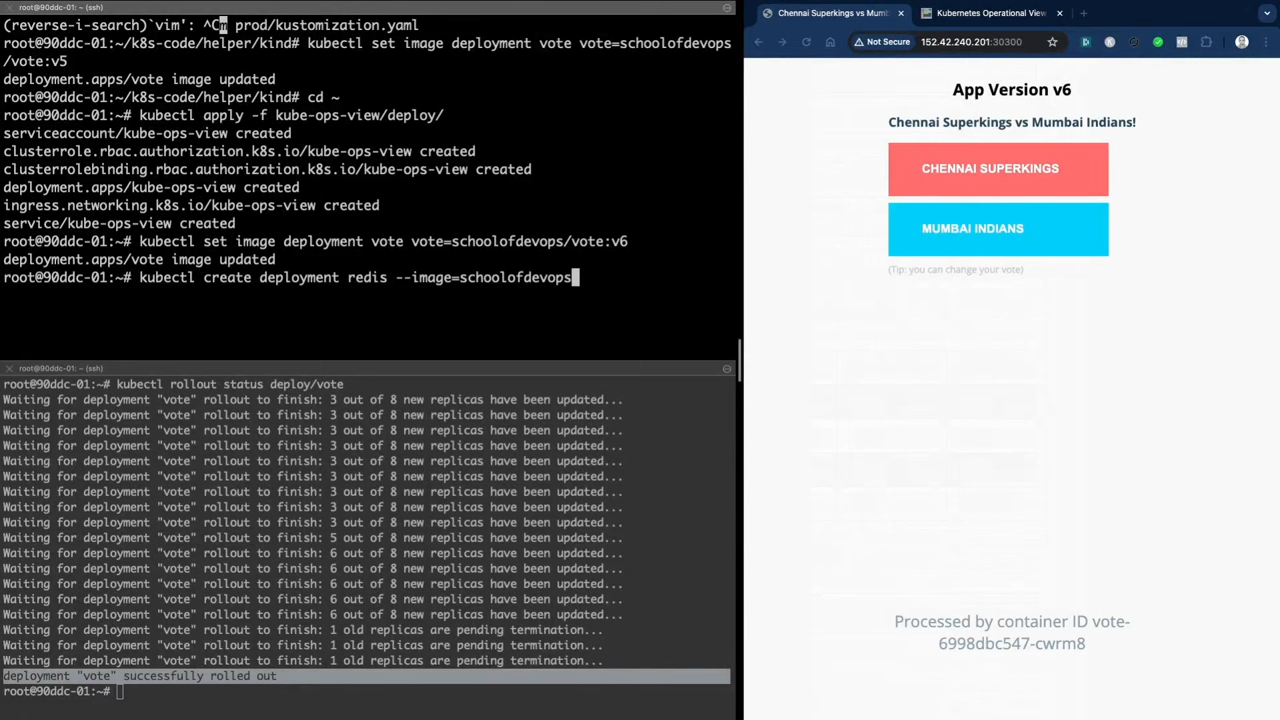 root@90ddc-01: ~ (ssh)
(reverse-i-search)`vim': ^Cm prod/kustomization.yaml
root@90ddc-01:~/k8s-code/helper/kind# kubectl set image deployment vote vote=schoolofdevops
/vote:v5
deployment.apps/vote image updated
root@90ddc-01:~/k8s-code/helper/kind# cd ~
root@90ddc-01:~# kubectl apply -f kube-ops-view/deploy/
serviceaccount/kube-ops-view created
clusterrole.rbac.authorization.k8s.io/kube-ops-view created
clusterrolebinding.rbac.authorization.k8s.io/kube-ops-view created
deployment.apps/kube-ops-view created
ingress.networking.k8s.io/kube-ops-view created
service/kube-ops-view created
root@90ddc-01:~# kubectl set image deployment vote vote=schoolofdevops/vote:v6
deployment.apps/vote image updated
root@90ddc-01:~# kubectl create deployment redis --image=schoolofdevops
root@90ddc-01: ~ (ssh)
root@90ddc-01:~# kubectl rollout status deploy/vote
Waiting for deployment "vote" rollout to finish: 3 out of 8 new replicas have been updated...
Waiting for deployment "vote" rollout to finish: 3 out of 8 new replicas have been updated...
Waiting for deployment "vote" rollout to finish: 3 out of 8 new replicas have been updated...
Waiting for deployment "vote" rollout to finish: 3 out of 8 new replicas have been updated...
Waiting for deployment "vote" rollout to finish: 3 out of 8 new replicas have been updated...
Waiting for deployment "vote" rollout to finish: 3 out of 8 new replicas have been updated...
Waiting for deployment "vote" rollout to finish: 3 out of 8 new replicas have been updated...
Waiting for deployment "vote" rollout to finish: 3 out of 8 new replicas have been updated...
Waiting for deployment "vote" rollout to finish: 3 out of 8 new replicas have been updated...
Waiting for deployment "vote" rollout to finish: 5 out of 8 new replicas have been updated...
Waiting for deployment "vote" rollout to finish: 6 out of 8 new replicas have been updated...
Waiting for deployment "vote" rollout to finish: 6 out of 8 new replicas have been updated...
Waiting for deployment "vote" rollout to finish: 6 out of 8 new replicas have been updated...
Waiting for deployment "vote" rollout to finish: 6 out of 8 new replicas have been updated...
Waiting for deployment "vote" rollout to finish: 6 out of 8 new replicas have been updated...
Waiting for deployment "vote" rollout to finish: 1 old replicas are pending termination...
Waiting for deployment "vote" rollout to finish: 1 old replicas are pending termination...
Waiting for deployment "vote" rollout to finish: 1 old replicas are pending termination...
deployment "vote" successfully rolled out
root@90ddc-01:~#
Chennai Superkings vs Mumb
Kubernetes Operational View
Not Secure 152.42.240.201:30300
App Version v6
Chennai Superkings vs Mumbai Indians!
CHENNAI SUPERKINGS
MUMBAI INDIANS
(Tip: you can change your vote)
Processed by container ID vote-
6998dbc547-cwrm8